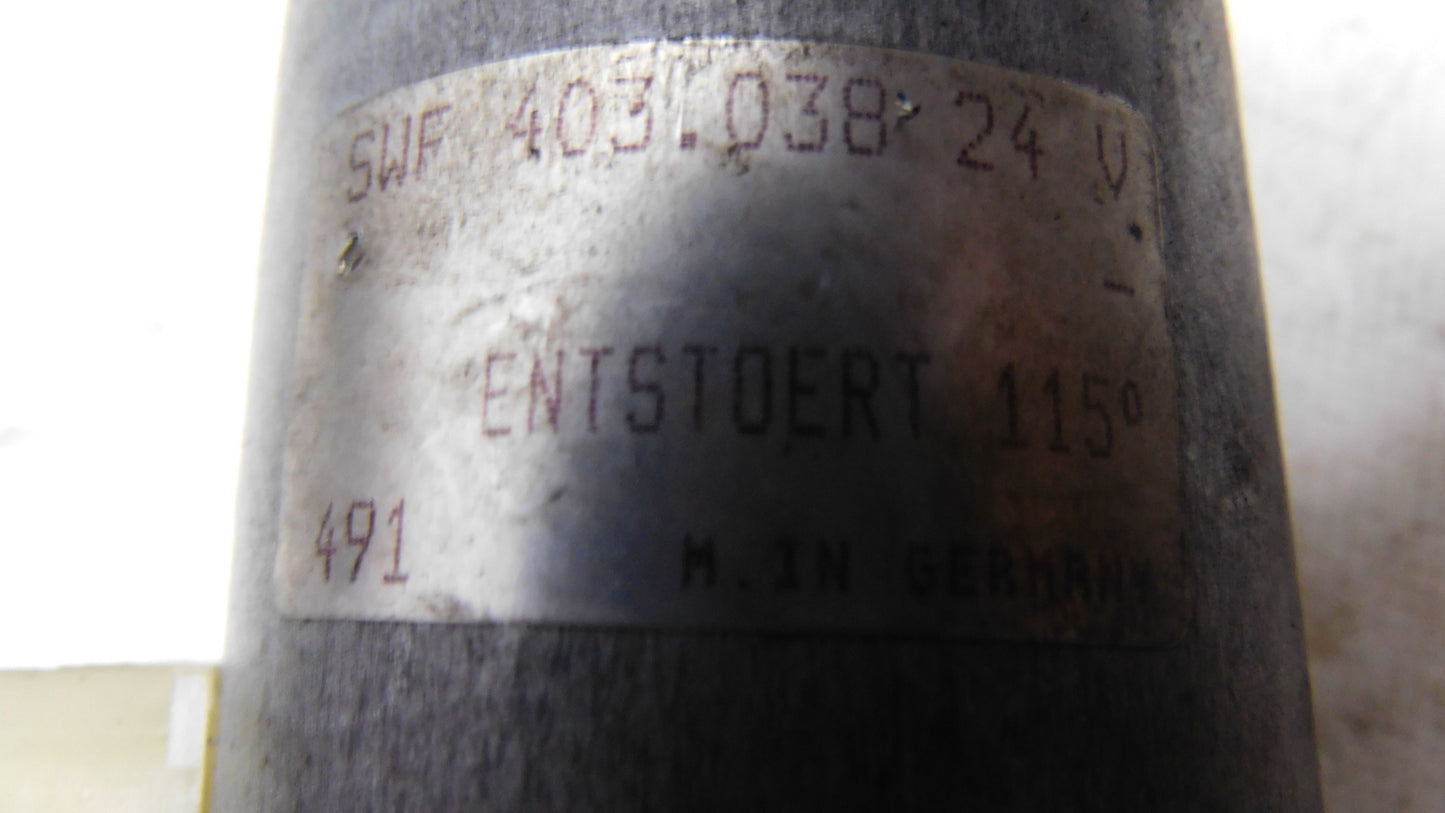 SWF 403.038 24 V
-
ENTSTOERT 115°
491 M.IN GERMANY